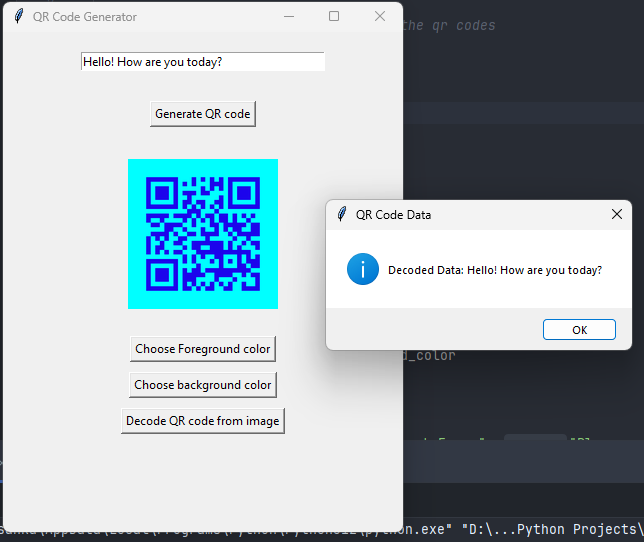 QR Code Generator
the qr codes
Hello! How are you today?
Generate QR code
QR Code Data
Decoded Data: Hello! How are you today?
OK
Choose Foreground color
d_color
Choose background color
Decode QR code from image
python.exe" "D:\...Python Projects\